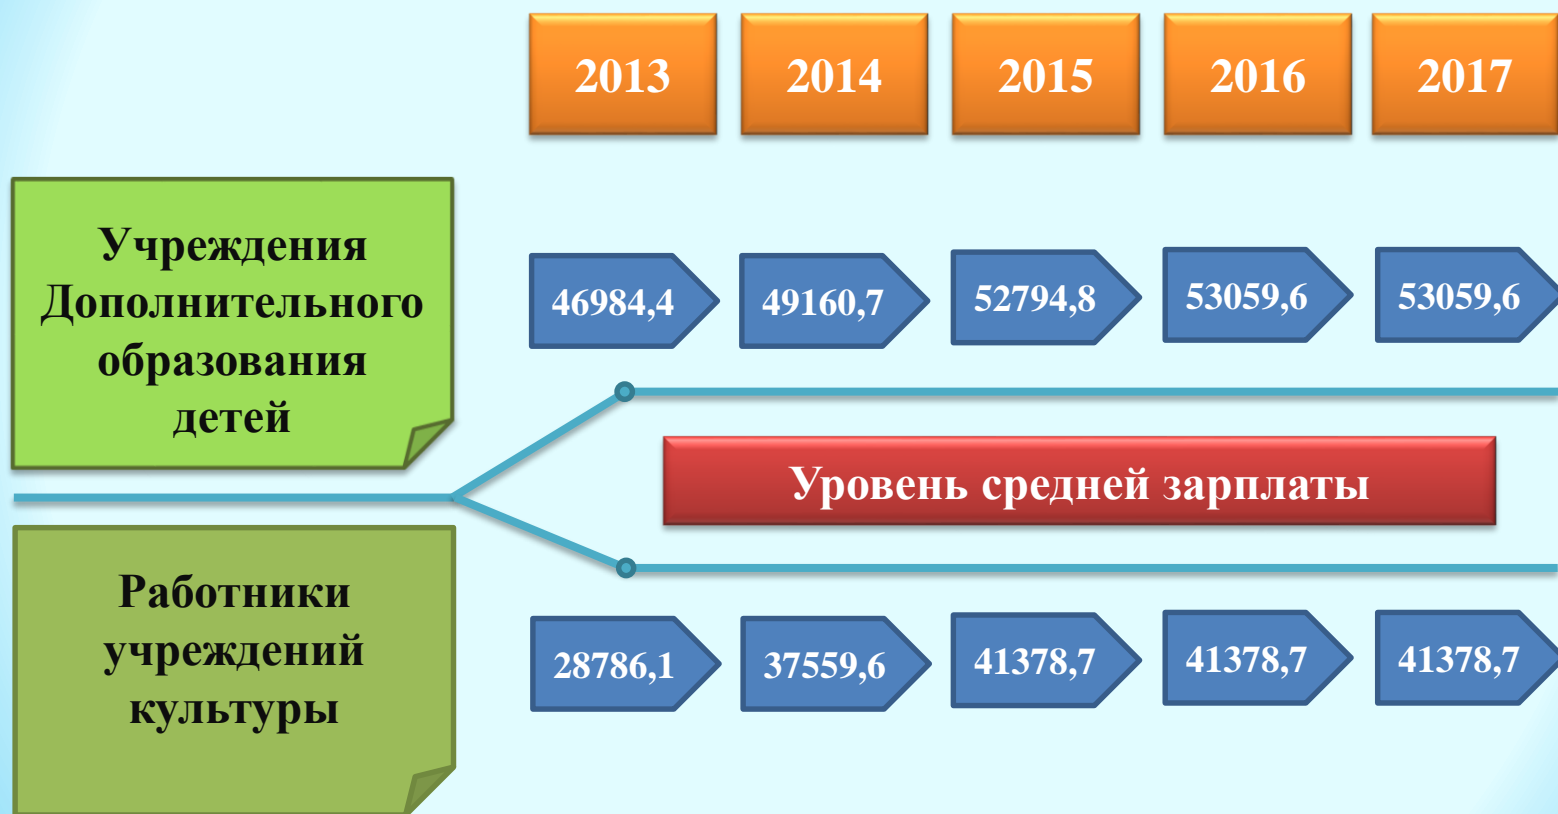 2013
2014
2015
2016
2017
Учреждения
Дополнительного
образования
детей
46984,4
49160,7
52794,8
53059,6
53059,6
Уровень средней зарплаты
Работники
учреждений
культуры
28786,1
37559,6
41378,7
41378,7
41378,7